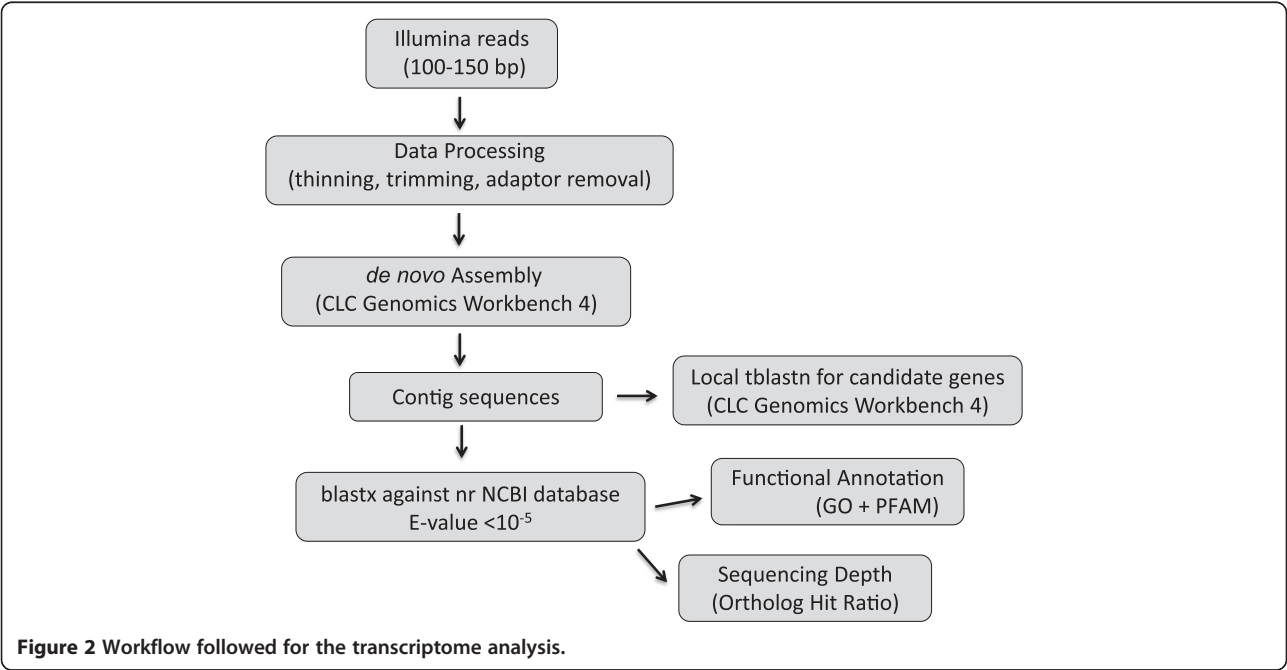 Illumina reads
(100-150 bp)
Data Processing
(thinning, trimming, adaptor removal)
de novo Assembly
(CLC Genomics Workbench 4)
Contig sequences
Local tblastn for candidate genes
(CLC Genomics Workbench 4)
blastx against nr NCBI database
E-value <10⁻⁵
Functional Annotation
(GO + PFAM)
Sequencing Depth
(Ortholog Hit Ratio)
Figure 2 Workflow followed for the transcriptome analysis.